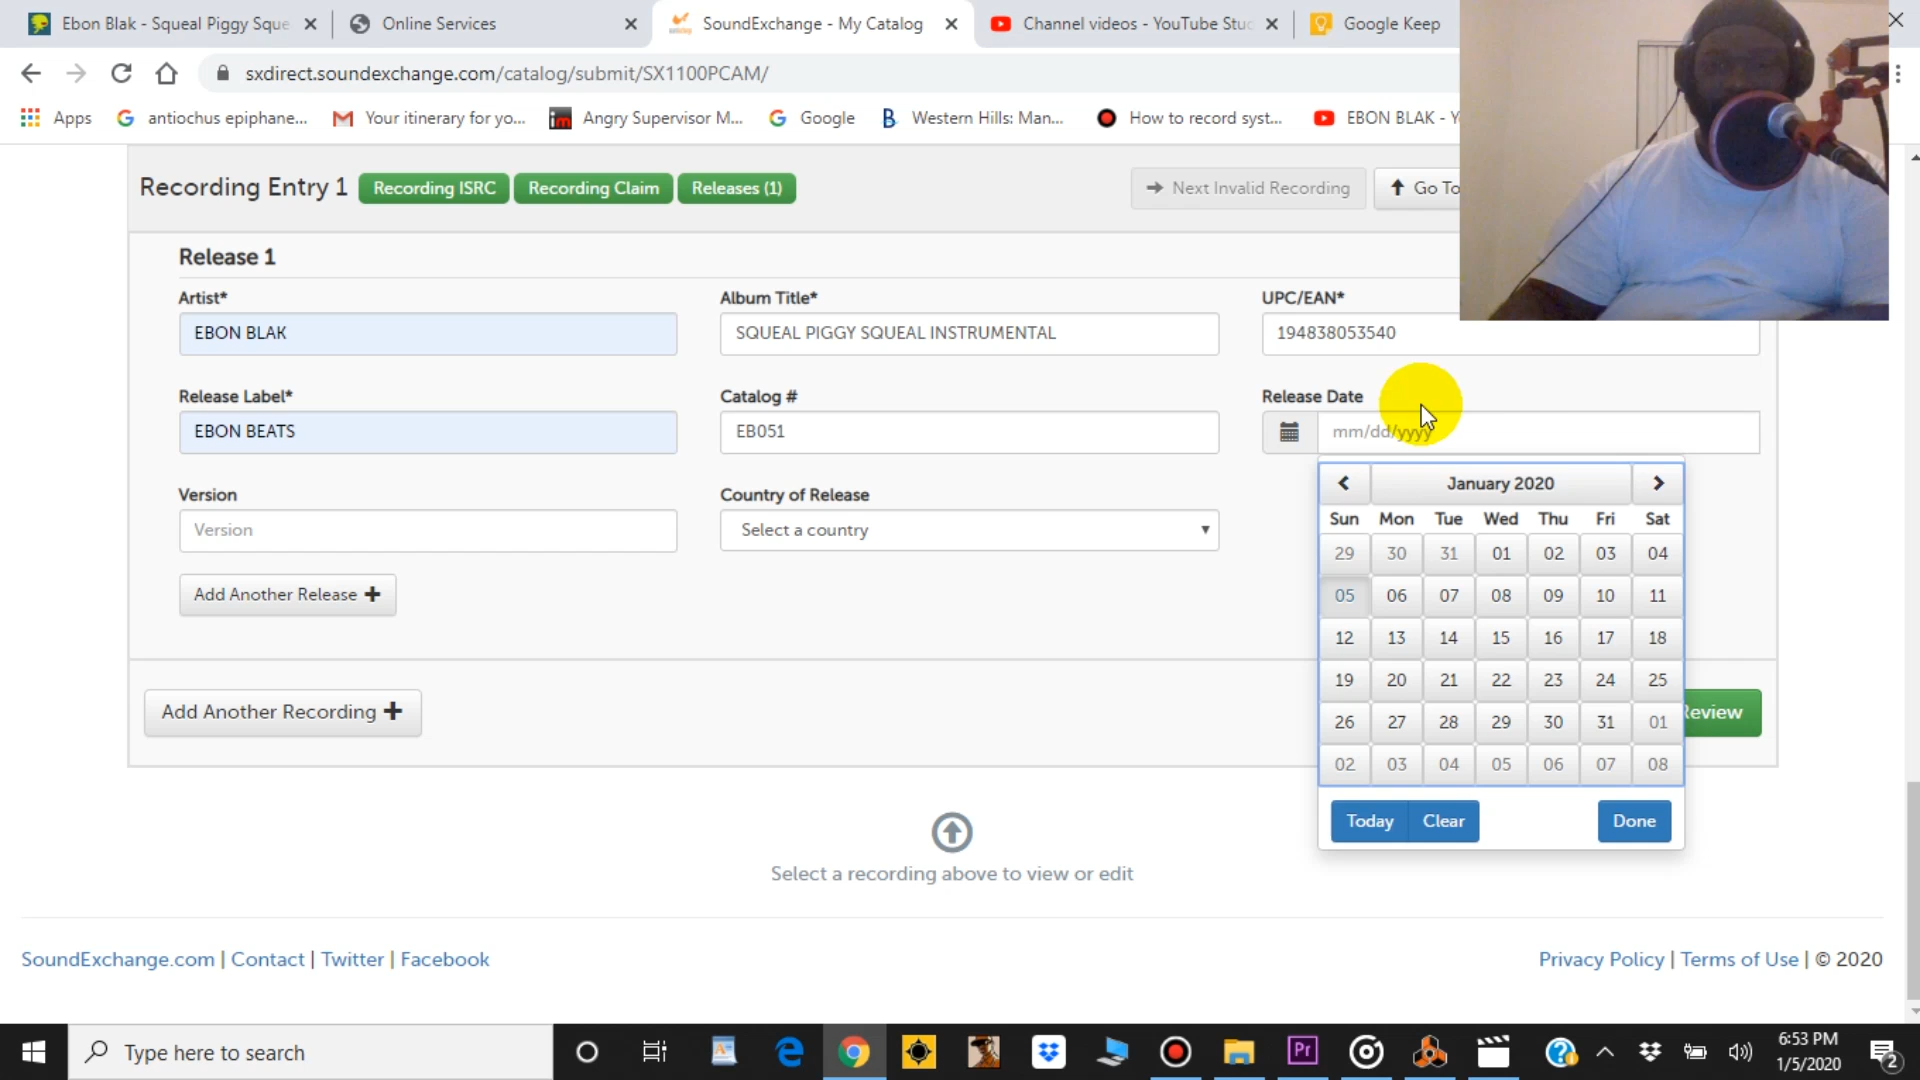 Ebon Blak - Squeal Piggy Sque
Online Services
SoundExchange - My Catalog
Channel videos - YouTube Stu
Google Keep
sxdirect.soundexchange.com/catalog/submit/SX1100PCAM/
Apps
antiochus epiphane...
Your itinerary for yo...
im
Angry Supervisor M...
Google
Western Hills: Man...
How to record syst...
EBON BLAK - Y
Recording Entry 1
Recording ISRC
Recording Claim
Releases (1)
Next Invalid Recording
Go To
Release 1
Artist*
Album Title*
UPC/EAN*
EBON BLAK
SQUEAL PIGGY SQUEAL INSTRUMENTAL
194838053540
Release Label*
Catalog #
Release Date
EBON BEATS
EB051
mm/dd/yyyy
Version
Country of Release
Version
Select a country
Add Another Release
January 2020
Sun Mon Tue Wed Thu Fri Sat
29 30 31 01 02 03 04
05 06 07 08 09 10 11
12 13 14 15 16 17 18
19 20 21 22 23 24 25
26 27 28 29 30 31 01
02 03 04 05 06 07 08
Today
Clear
Done
Add Another Recording
Review
Select a recording above to view or edit
SoundExchange.com | Contact | Twitter | Facebook
Privacy Policy | Terms of Use | © 2020
Type here to search
Pr
6:53 PM
1/5/2020
2